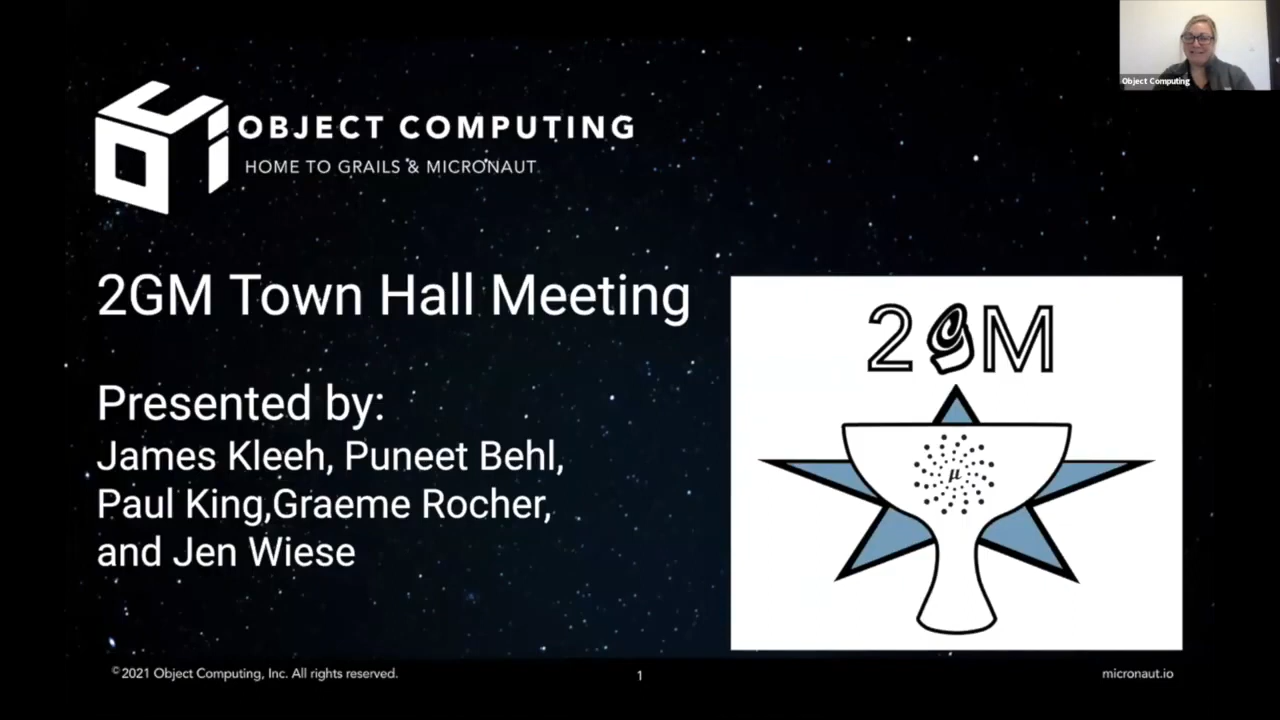 Object Computing
OBJECT COMPUTING
HOME TO GRAILS & MICRONAUT
2GM Town Hall Meeting
Presented by:
James Kleeh, Puneet Behl,
Paul King,Graeme Rocher,
and Jen Wiese
2GM
μ
©2021 Object Computing, Inc. All rights reserved.
1
micronaut.io